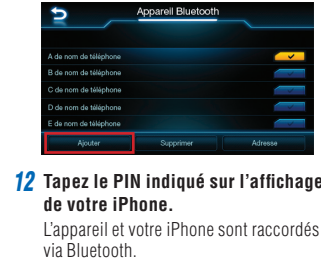 Appareil Bluetooth
A de nom de téléphone
B de nom de téléphone
C de nom de téléphone
D de nom de téléphone
E de nom de téléphone
Ajouter Supprimer Adresse
12 Tapez le PIN indiqué sur l'affichage
de votre iPhone.
L'appareil et votre iPhone sont raccordés
via Bluetooth.